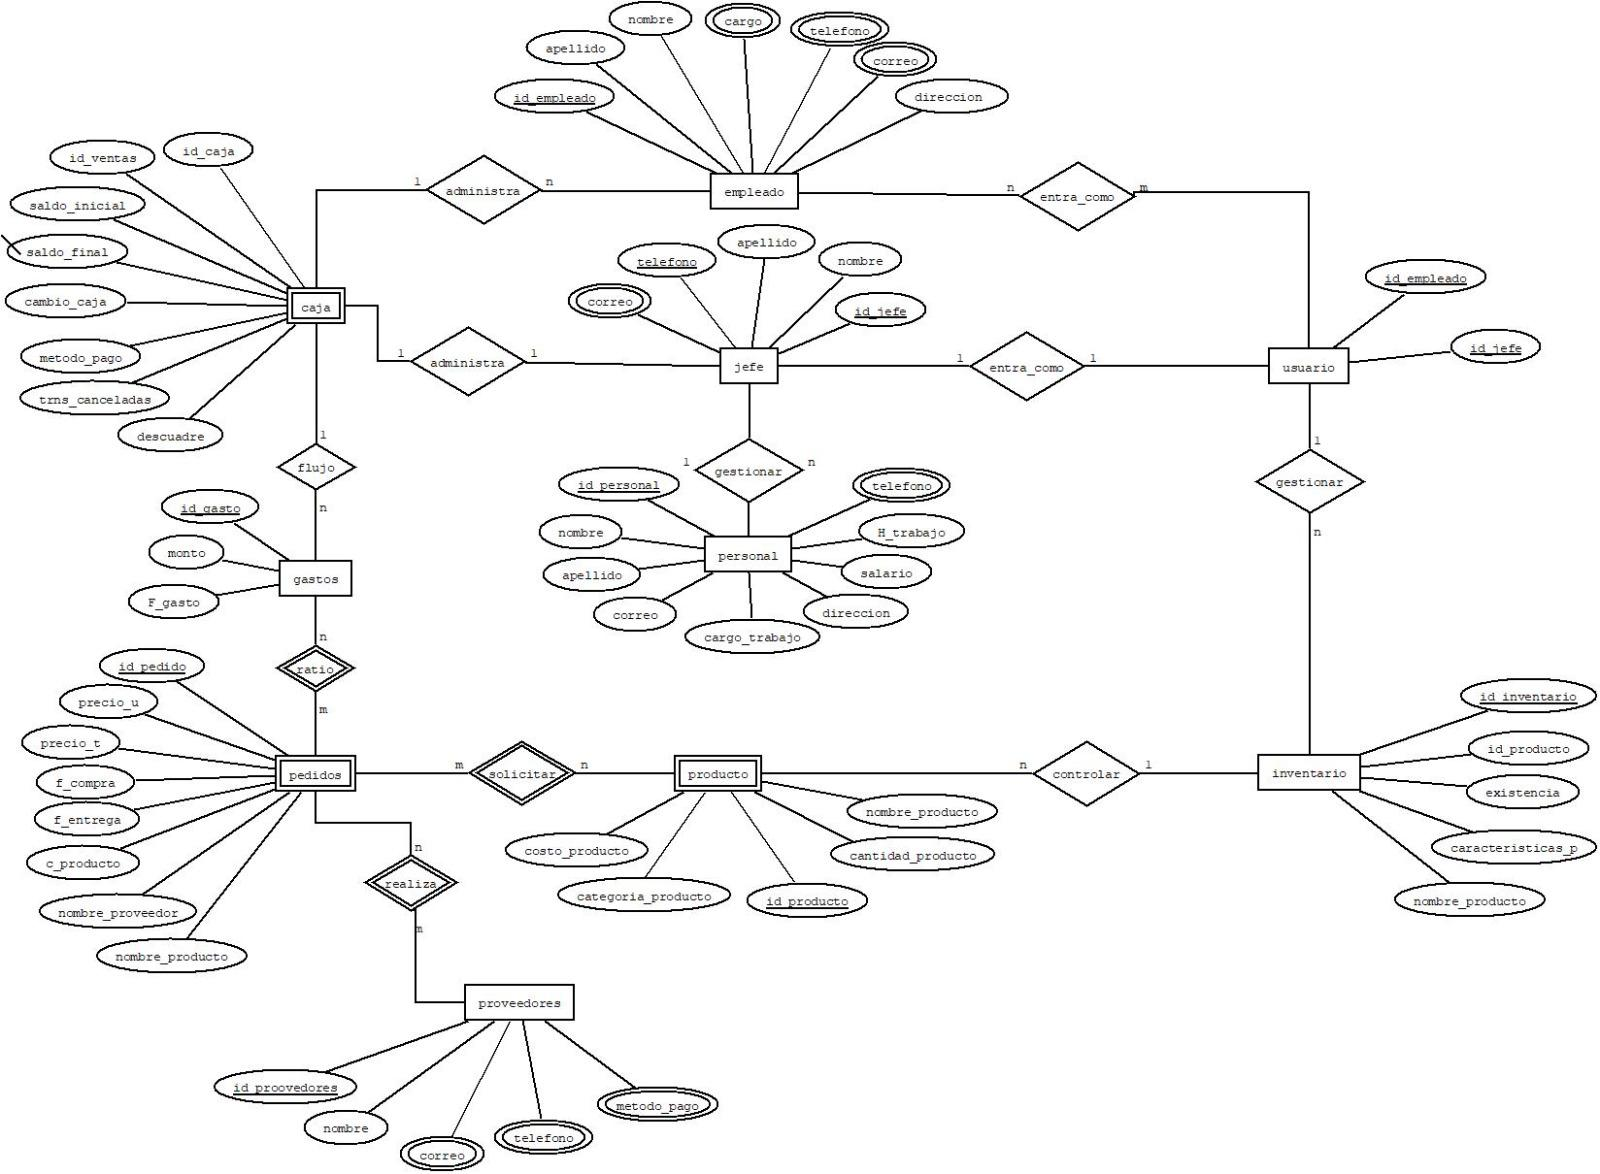 nombre
cargo
telefono
apellido
correo
id_empleado
direccion
id_ventas
id_caja
saldo_inicial
saldo_final
cambio_caja
metodo_pago
trns_canceladas
descuadre
caja
1
administra
n
empleado
n
entra_como
m
apellido
telefono
nombre
correo
id_jefe
id_empleado
id_jefe
1
administra
1
jefe
1
entra_como
1
usuario
1
flujo
n
1
gestionar
n
1
gestionar
n
id_personal
telefono
nombre
H_trabajo
personal
apellido
salario
correo
direccion
cargo_trabajo
id_gasto
monto
gastos
F_gasto
n
ratio
m
id_pedido
precio_u
precio_t
f_compra
f_entrega
c_producto
nombre_proveedor
nombre_producto
pedidos
m
solicitar
n
producto
n
controlar
1
inventario
id_inventario
id_producto
existencia
caracteristicas_p
nombre_producto
nombre_producto
costo_producto
cantidad_producto
categoria_producto
id_producto
n
realiza
m
proveedores
id_proovedores
nombre
correo
telefono
metodo_pago